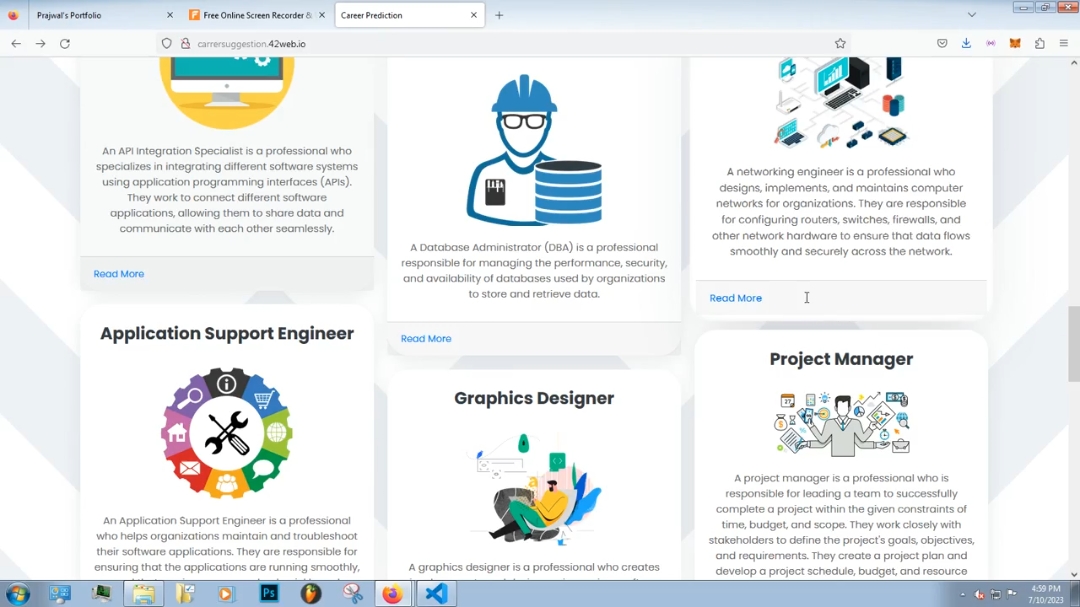 Prajwal's Portfolio
Free Online Screen Recorder &
Career Prediction
carrersuggestion.42web.io
An API Integration Specialist is a professional who
specializes in integrating different software systems
using application programming interfaces (APIs).
They work to connect different software
applications, allowing them to share data and
communicate with each other seamlessly.
Read More
Application Support Engineer
An Application Support Engineer is a professional
who helps organizations maintain and troubleshoot
their software applications. They are responsible for
ensuring that the applications are running smoothly,
A Database Administrator (DBA) is a professional
responsible for managing the performance, security,
and availability of databases used by organizations
to store and retrieve data.
Read More
Graphics Designer
A graphics designer is a professional who creates
A networking engineer is a professional who
designs, implements, and maintains computer
networks for organizations. They are responsible
for configuring routers, switches, firewalls, and
other network hardware to ensure that data flows
smoothly and securely across the network.
Read More
Project Manager
27
A project manager is a professional who is
responsible for leading a team to successfully
complete a project within the given constraints of
time, budget, and scope. They work closely with
stakeholders to define the project's goals, objectives,
and requirements. They create a project plan and
develop a project schedule, budget, and resource
Ps
4:59 PM
7/10/2023